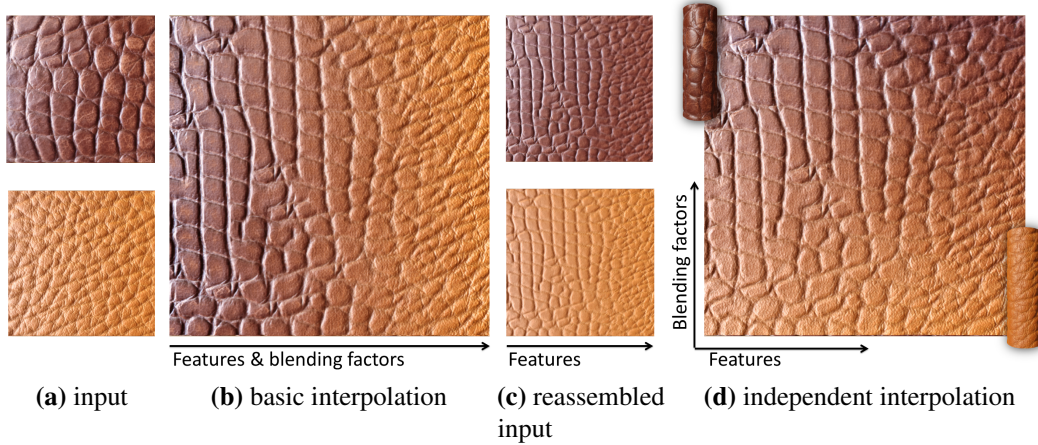 Features & blending factors
Features
Blending factors
Features
(a) input
(b) basic interpolation
(c) reassembled
input
(d) independent interpolation